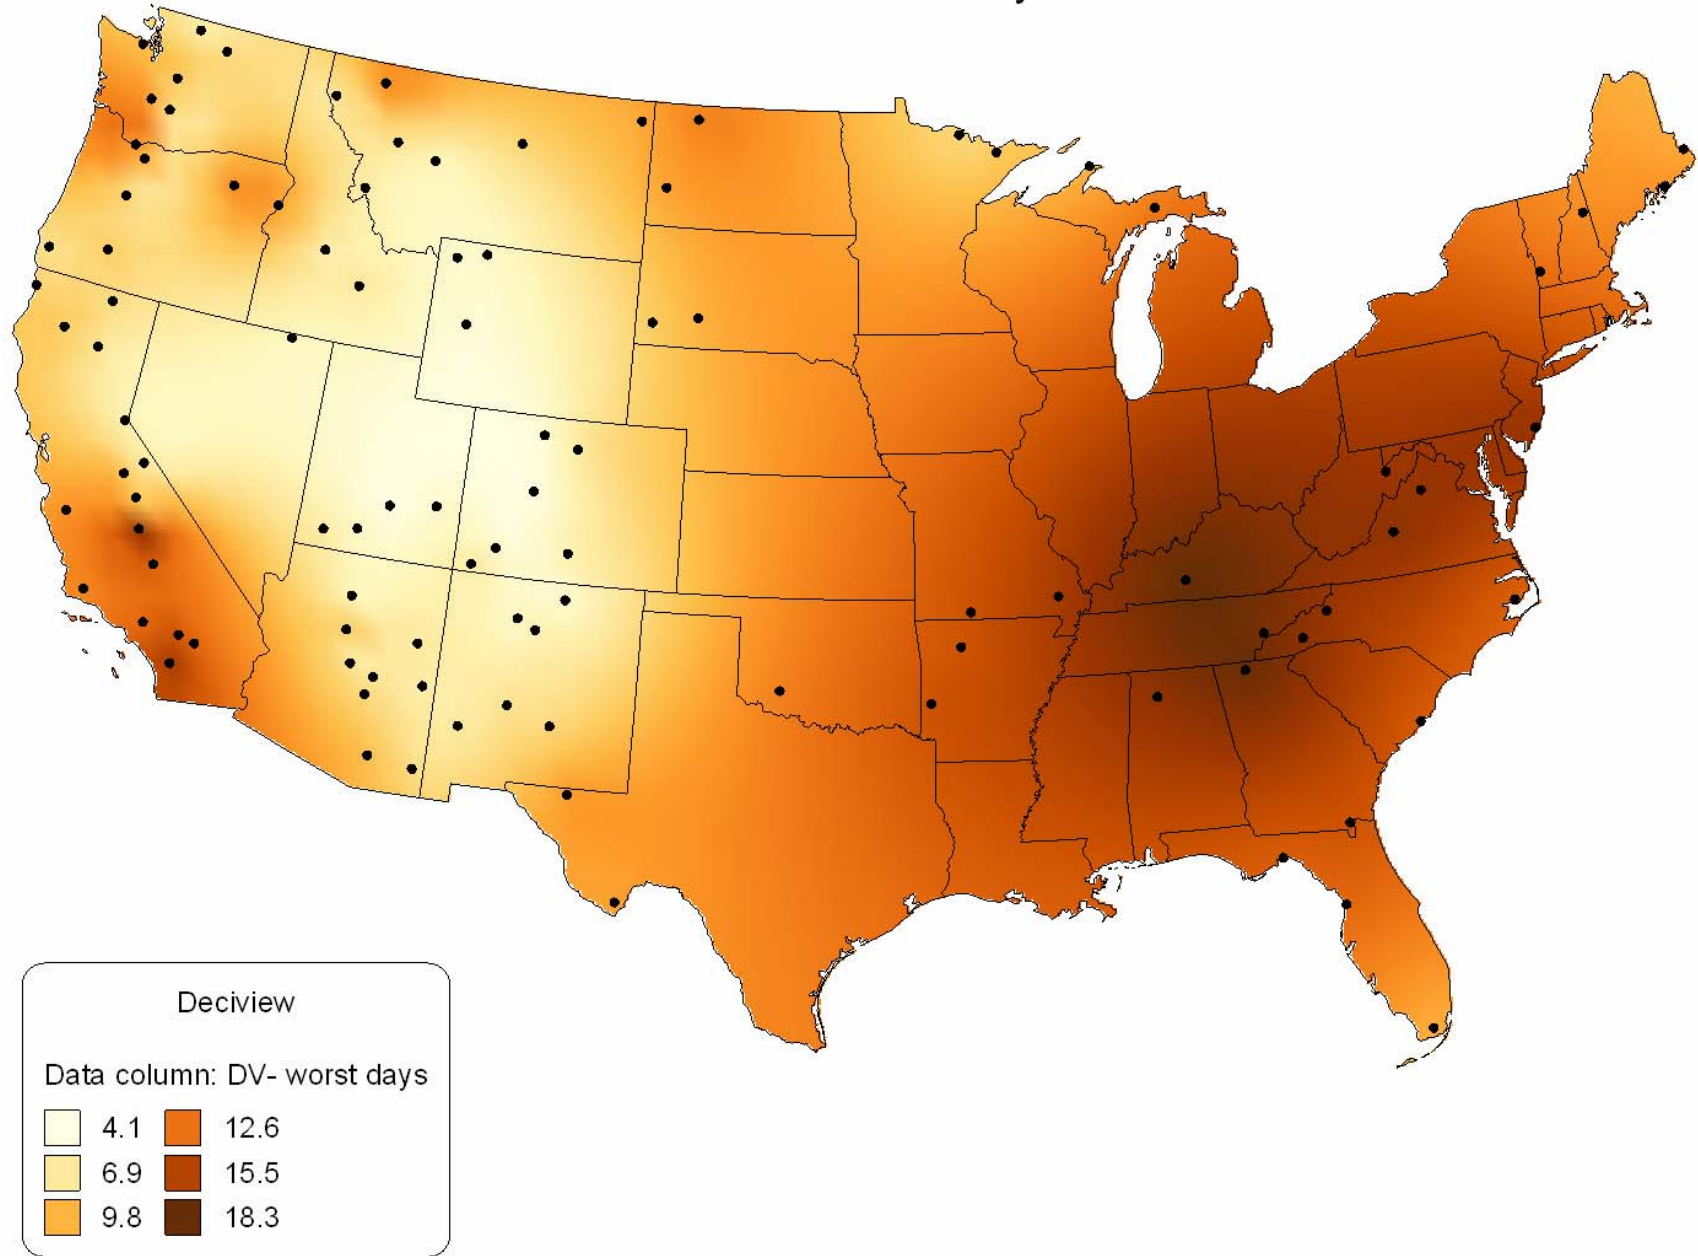 Deciview
Data column: DV- worst days
4.1 12.6
6.9 15.5
9.8 18.3